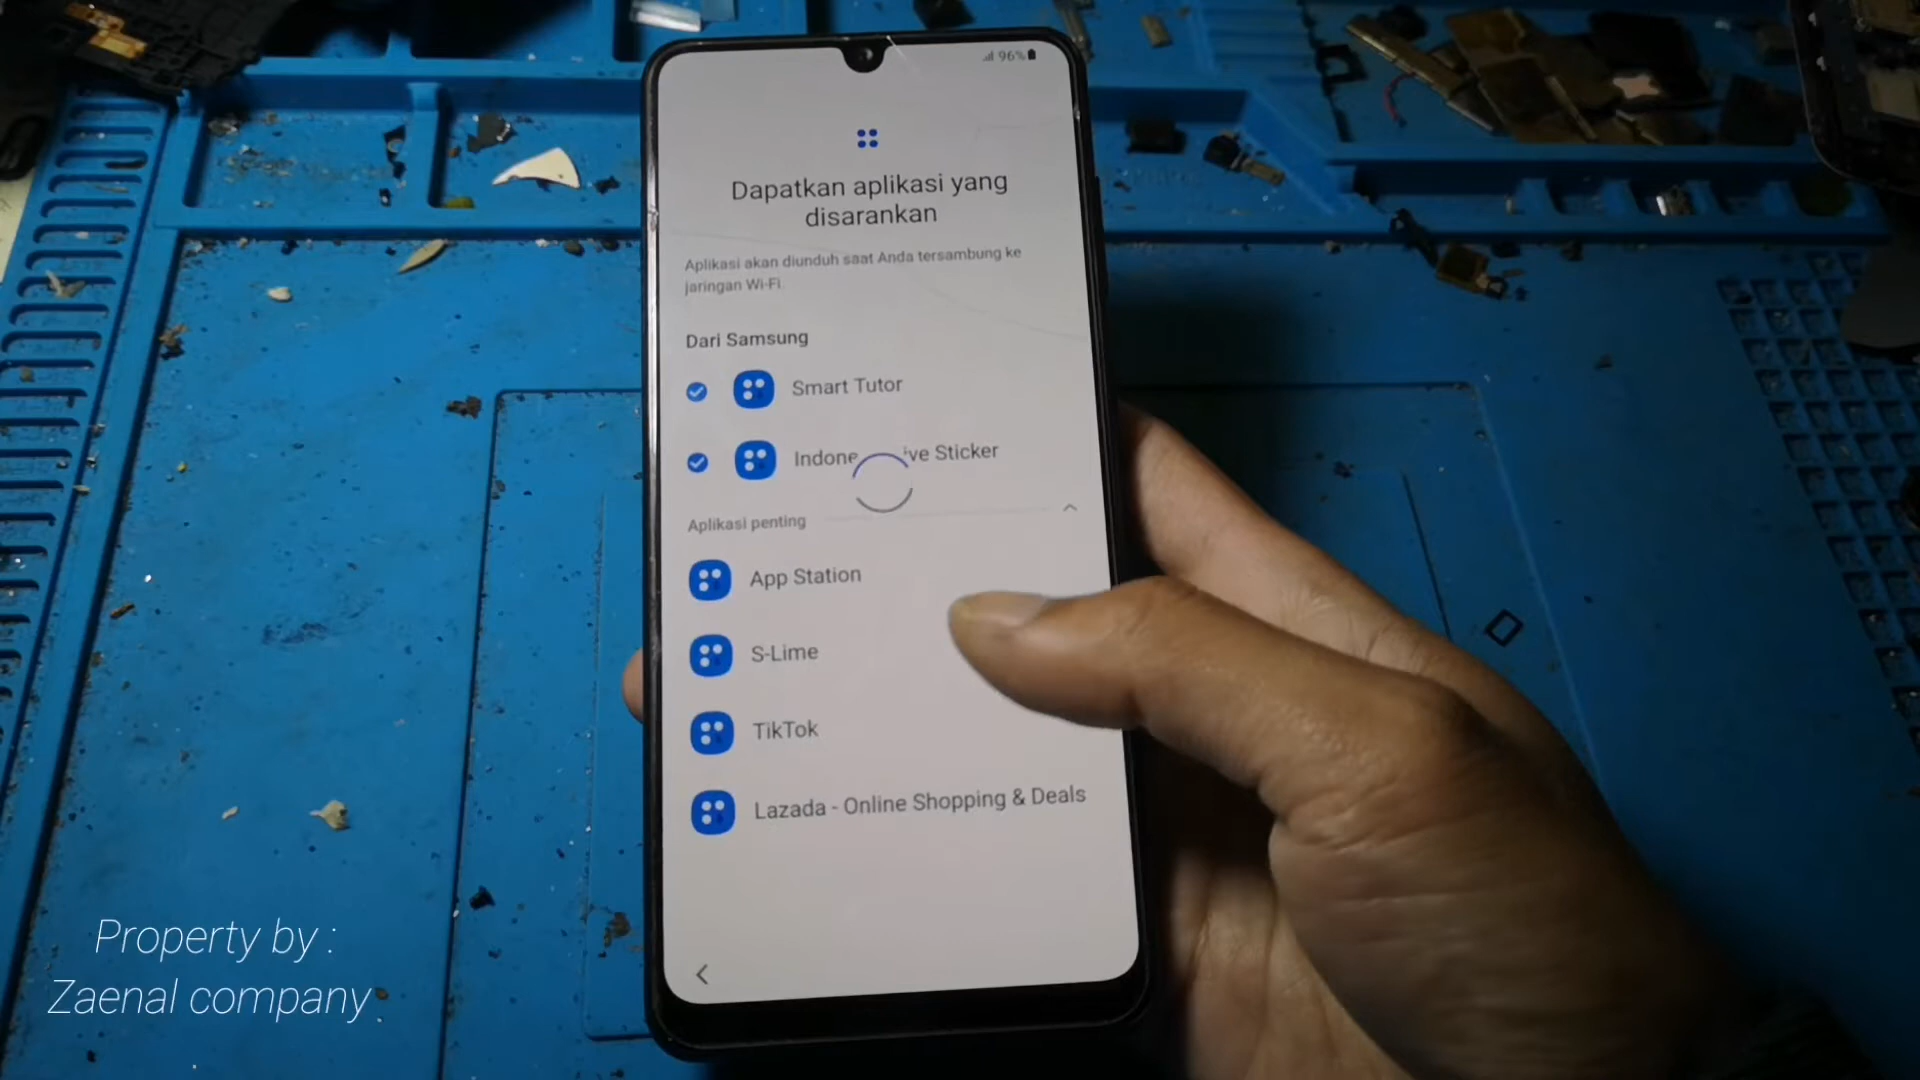 96%
Dapatkan aplikasi yang
disarankan
Aplikasi akan diunduh saat Anda tersambung ke
jaringan Wi-Fi.
Dari Samsung
Smart Tutor
Indone ve Sticker
Aplikasi penting
App Station
S-Lime
TikTok
Lazada - Online Shopping & Deals
Property by :
Zaenal company